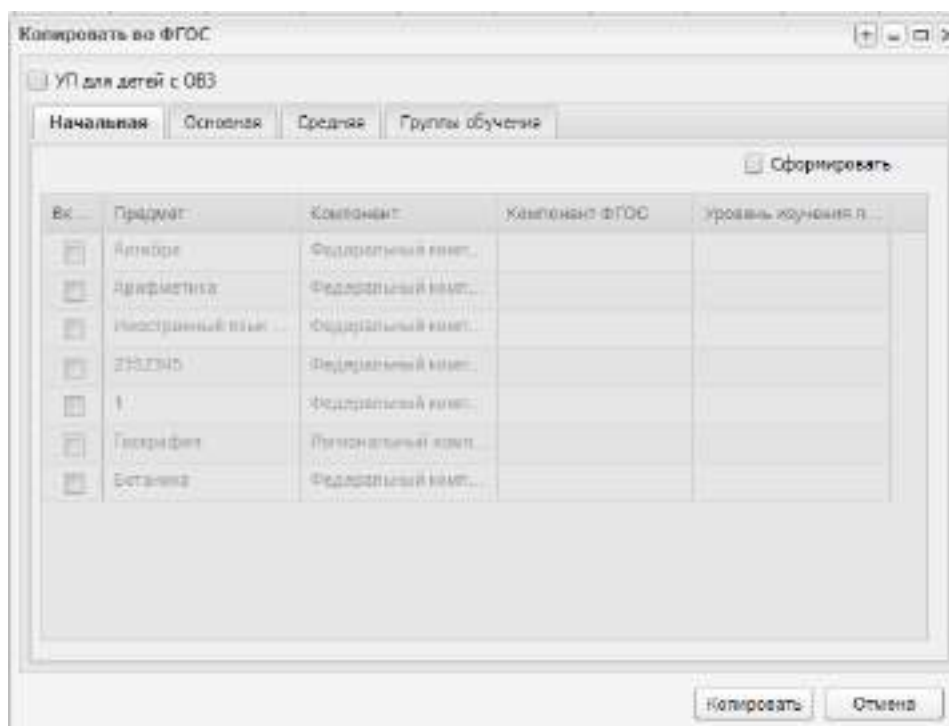 Копировать во ФГОС
УП для детей с ОВЗ
Начальная Основная Средняя Группы обучения
Сформировать
Вк... Предмет Компонент Компонент ФГОС Уровень изучения п...
Алгебра Федеральный комп...
Арифметика Федеральный комп...
Иностранный язык ... Федеральный комп...
Федеральный комп...
1 Федеральный комп...
География Региональный комп...
Ботаника Федеральный комп...
Копировать Отмена